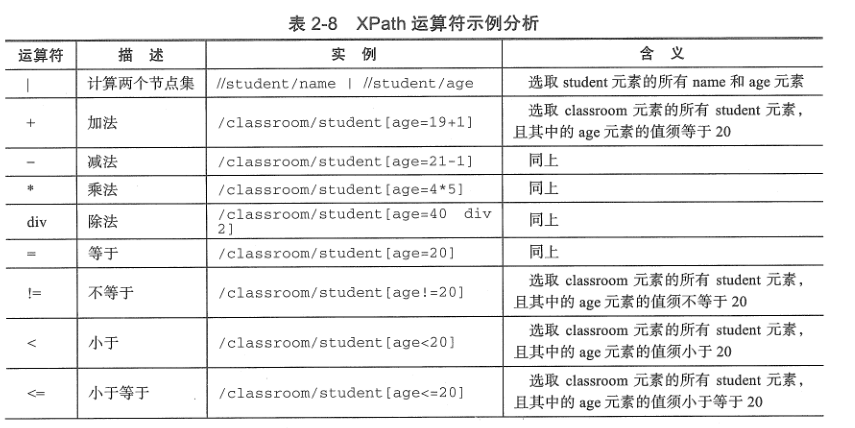 表 2-8 XPath 运算符示例分析
运算符 描 述 实 例 含 义
| 计算两个节点集 //student/name | //student/age 选取 student 元素的所有 name 和 age 元素
+ 加法 /classroom/student[age=19+1] 选取 classroom 元素的所有 student 元素，
且其中的 age 元素的值须等于 20
- 减法 /classroom/student[age=21-1] 同上
* 乘法 /classroom/student[age=4*5] 同上
div 除法 /classroom/student[age=40 div
2] 同上
= 等于 /classroom/student[age=20] 同上
!= 不等于 /classroom/student[age!=20] 选取 classroom 元素的所有 student 元素，
且其中的 age 元素的值须不等于 20
< 小于 /classroom/student[age<20] 选取 classroom 元素的所有 student 元素，
且其中的 age 元素的值须小于 20
<= 小于等于 /classroom/student[age<=20] 选取 classroom 元素的所有 student 元素，
且其中的 age 元素的值须小于等于 20